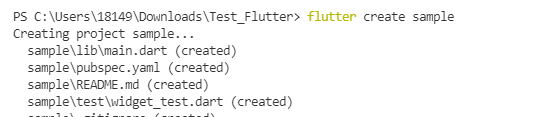 PS C:\Users\18149\Downloads\Test_Flutter> flutter create sample
Creating project sample...
sample\lib\main.dart (created)
sample\pubspec.yaml (created)
sample\README.md (created)
sample\test\widget_test.dart (created)